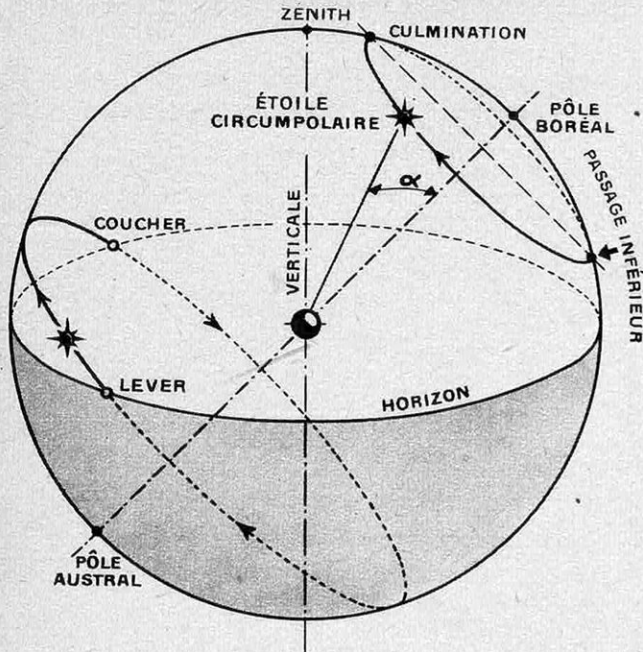 ZENITH
CULMINATION
ÉTOILE
CIRCUMPOLAIRE
PÔLE
BORÉAL
α
PASSAGE INFÉRIEUR
COUCHER
VERTICALE
LEVER
HORIZON
PÔLE
AUSTRAL